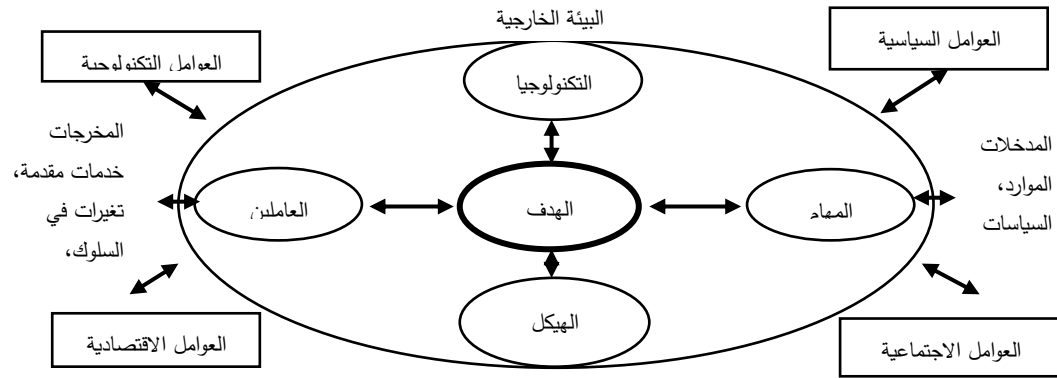 البيئة الخارجية
العوامل السياسية
العوامل التكنولوجية
التكنولوجيا
المدخلات
الموارد،
السياسات
المهام
الهدف
العاملين
المخرجات
خدمات مقدمة،
تغيرات في
السلوك،
الهيكل
العوامل الاجتماعية
العوامل الاقتصادية